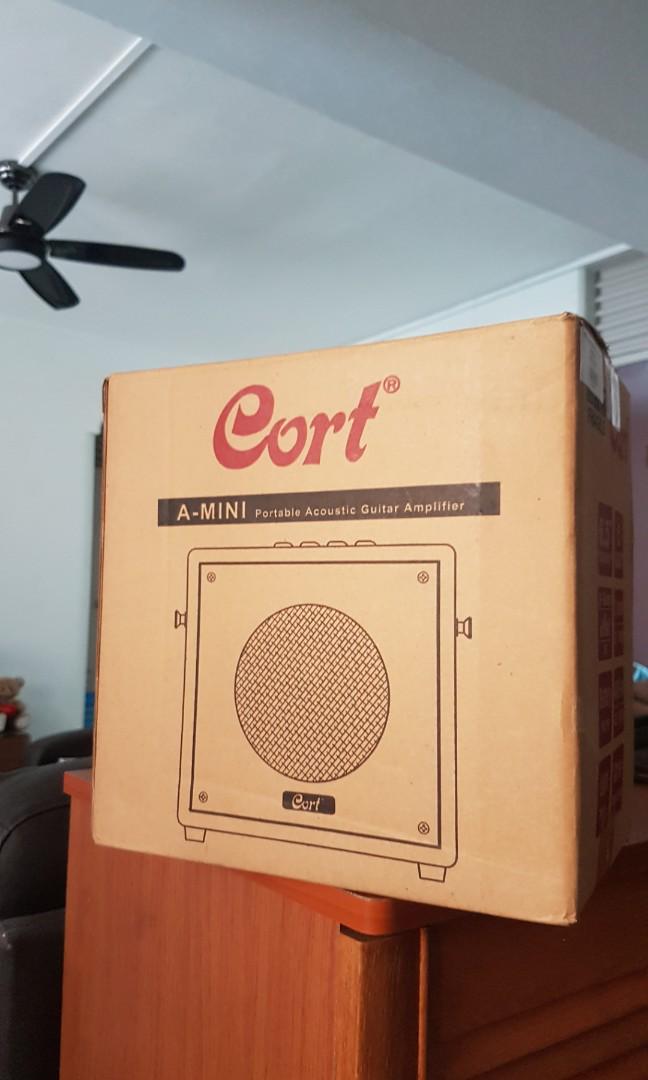 Cort®
A-MINI Portable Acoustic Guitar Amplifier
Cort